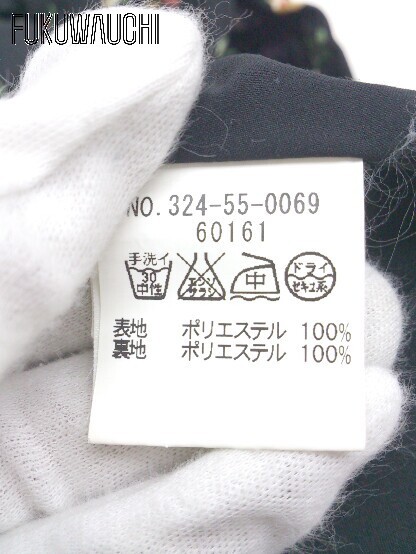 FUKUWAUCHI
NO. 324-55-0069
60161
手洗イ
30
中性
エンソ
サラシ
中
ドライ
セキユ系
表地 ポリエステル 100%
裏地 ポリエステル 100%